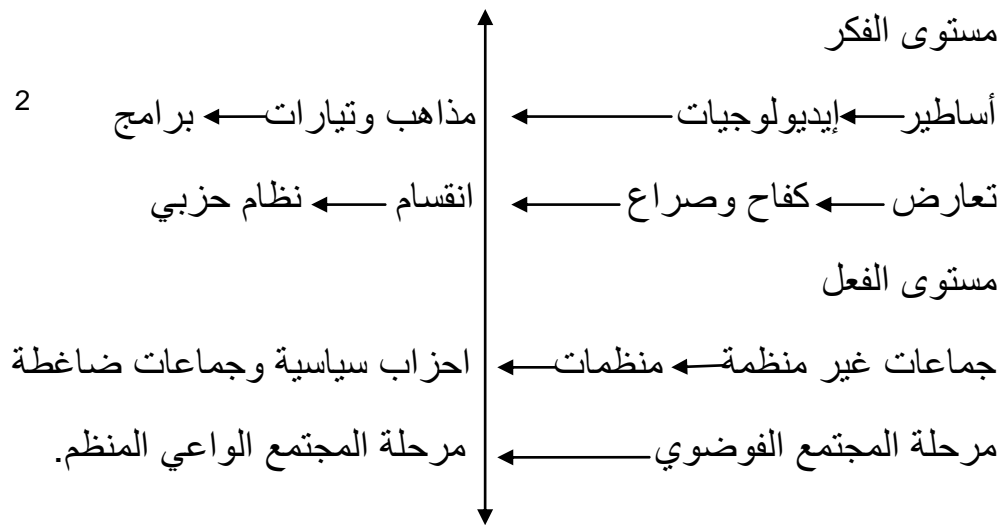 مستوى الفكر
أساطير ← إيديولوجيات ← مذاهب وتيارات ← برامج 2
تعارض ← كفاح وصراع ← انقسام ← نظام حزبي
مستوى الفعل
جماعات غير منظمة ← منظمات ← احزاب سياسية وجماعات ضاغطة
مرحلة المجتمع الفوضوي ← مرحلة المجتمع الواعي المنظم.